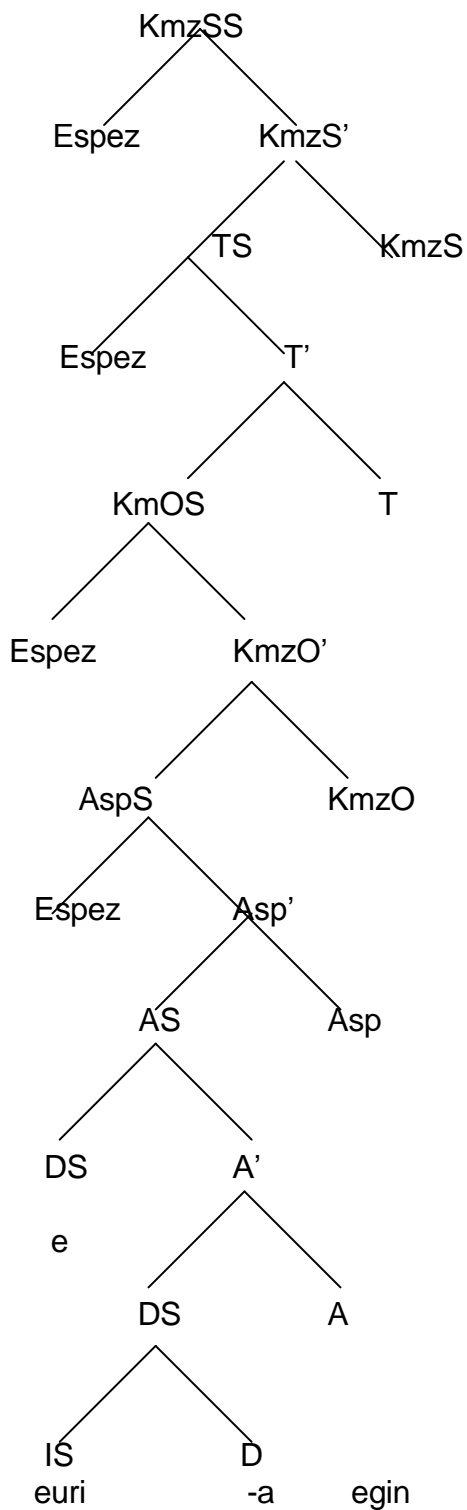 KmzSS
Espez KmzS’
TS KmzS
Espez T’
KmOS T
Espez KmzO’
AspS KmzO
Espez Asp’
AS Asp
DS A’
e
DS A
IS D
euri -a egin